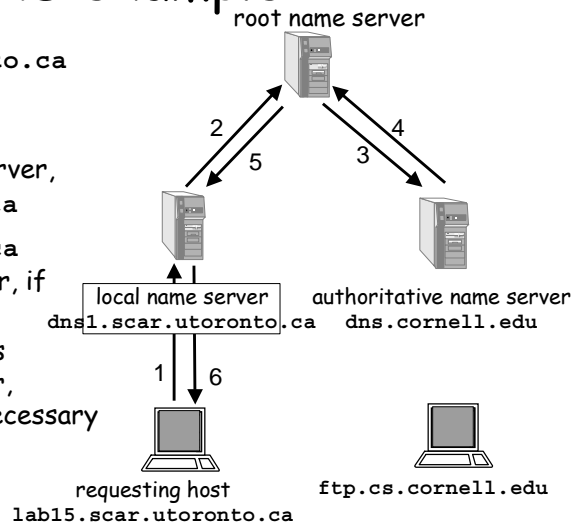 root name server
o.ca
2
4
5
3
rver,
a
ca
r, if
local name server
authoritative name server
dns1.scar.utoronto.ca
dns.cornell.edu
s
1
6
r,
ecessary
requesting host
ftp.cs.cornell.edu
lab15.scar.utoronto.ca